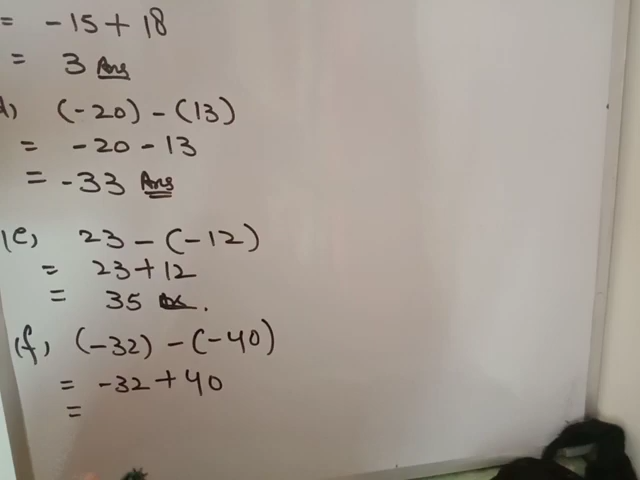 = -15+18
= 3 Ans
d) (-20) - (13)
= -20 - 13
= -33 Ans
(e) 23 - (-12)
= 23+12
= 35 Ans.
(f) (-32) - (-40)
= -32 + 40
=